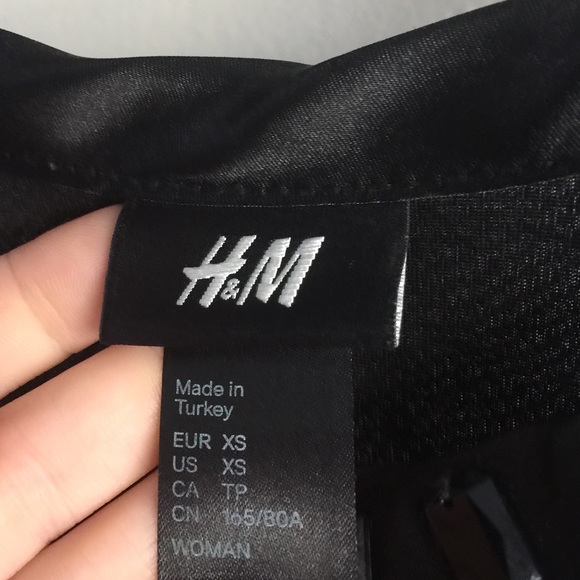 H&M
Made in
Turkey
EUR XS
US XS
CA TP
CN 165/80A
WOMAN